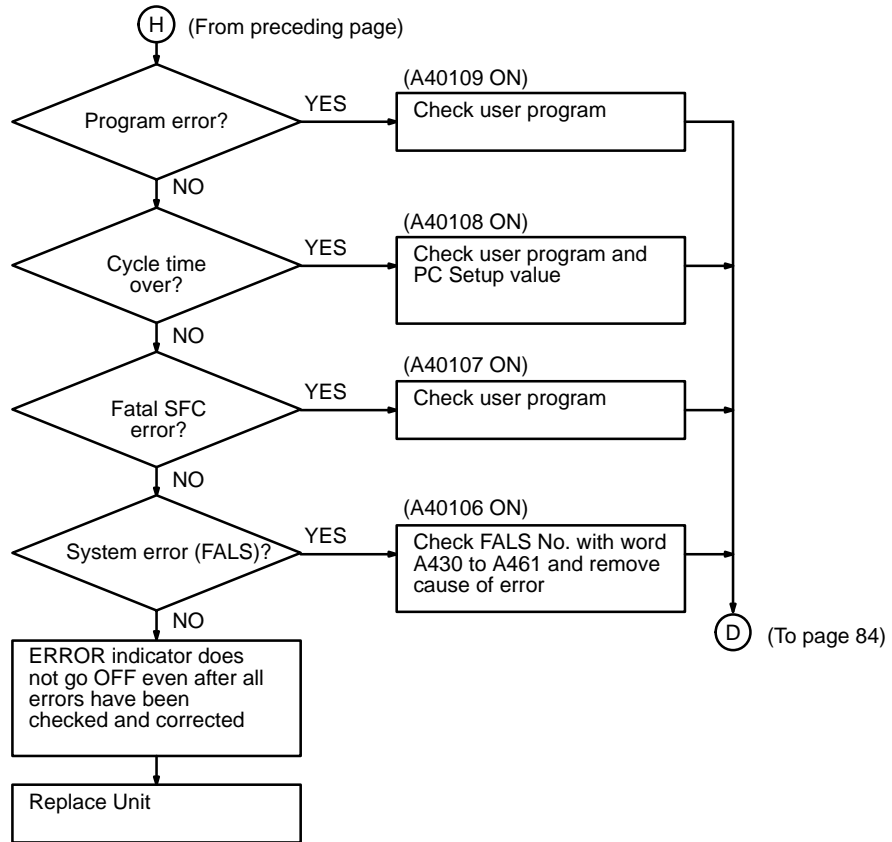 H (From preceding page)
(A40109 ON)
Program error?
YES
Check user program
NO
(A40108 ON)
Cycle time
over?
YES
Check user program and
PC Setup value
NO
(A40107 ON)
Fatal SFC
error?
YES
Check user program
NO
(A40106 ON)
System error (FALS)?
YES
Check FALS No. with word
A430 to A461 and remove
cause of error
NO
D (To page 84)
ERROR indicator does
not go OFF even after all
errors have been
checked and corrected
Replace Unit